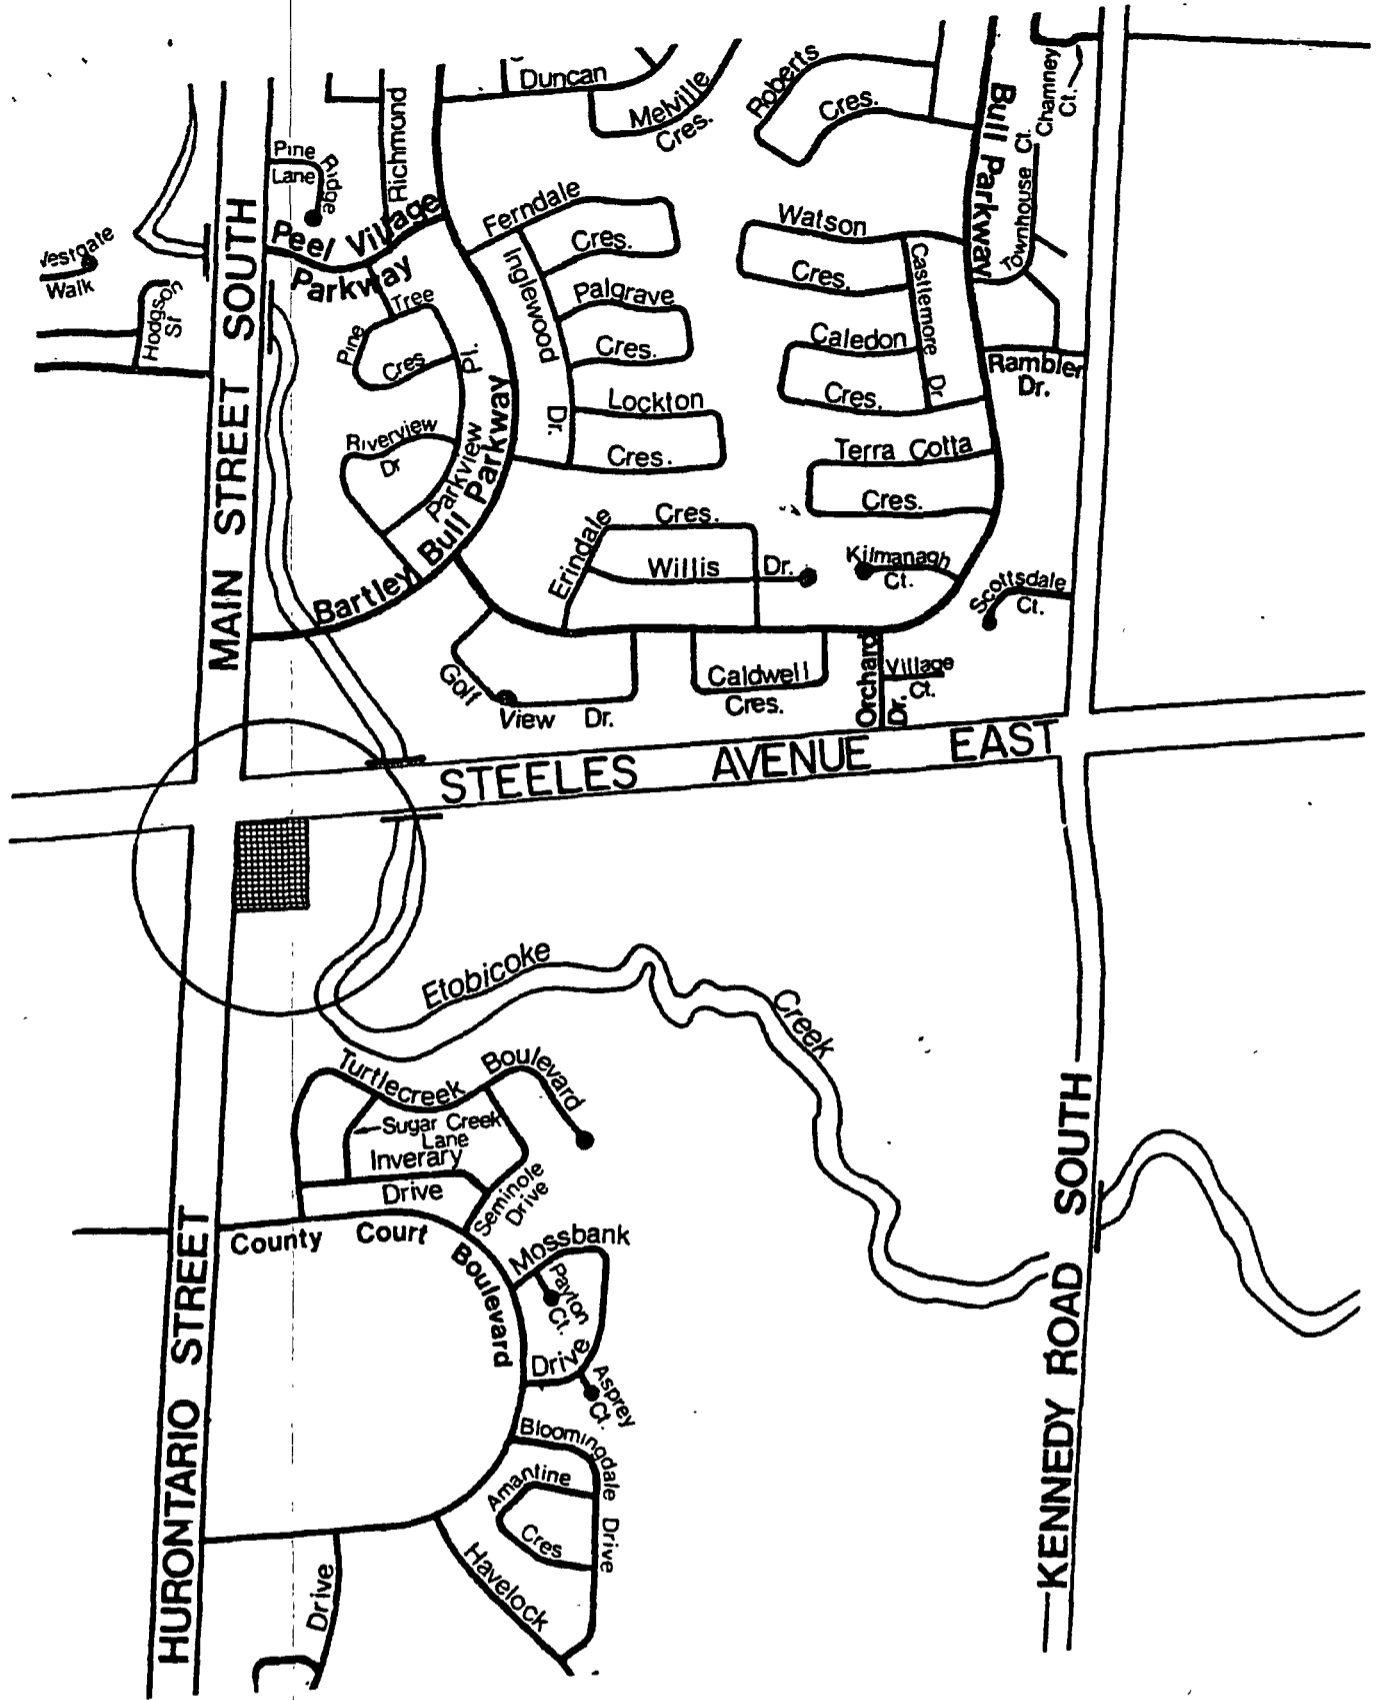 Duncan
Melville
Cres.
Roberts
Cres.
Bull Parkway
Chamney
Ct.
Townhouse Ct.
Richmond
Pine
Lane
Ridge
Peel Village
Parkway
MAIN STREET SOUTH
Westgate
Walk
Hodgson
St
Ferndale
Cres.
Inglewood
Dr.
Palgrave
Cres.
Lockton
Cres.
Watson
Cres.
Castlemore
Dr
Caledon
Cres.
Rambler
Dr.
Terra Cotta
Cres.
Pine
Tree
Cres
Riverview
Dr
Parkview
Pl.
Bartley Bull Parkway
Erindale
Cres.
Willis Dr.
Kilmanagh
Ct.
Scottsdale
Ct.
Golf
View Dr.
Caldwell
Cres.
Orchard
Dr.
Village
Ct.
STEELES AVENUE EAST
Etobicoke
Creek
Turtlecreek Boulevard
Sugar Creek
Lane
Inverary
Drive
Seminole
Drive
County Court
Boulevard
Mossbank
Drive
Payton
Ct.
Asprey
Ct.
Bloomingdale Drive
Amantine
Cres
Havelock
Drive
HURONTARIO STREET
KENNEDY ROAD SOUTH